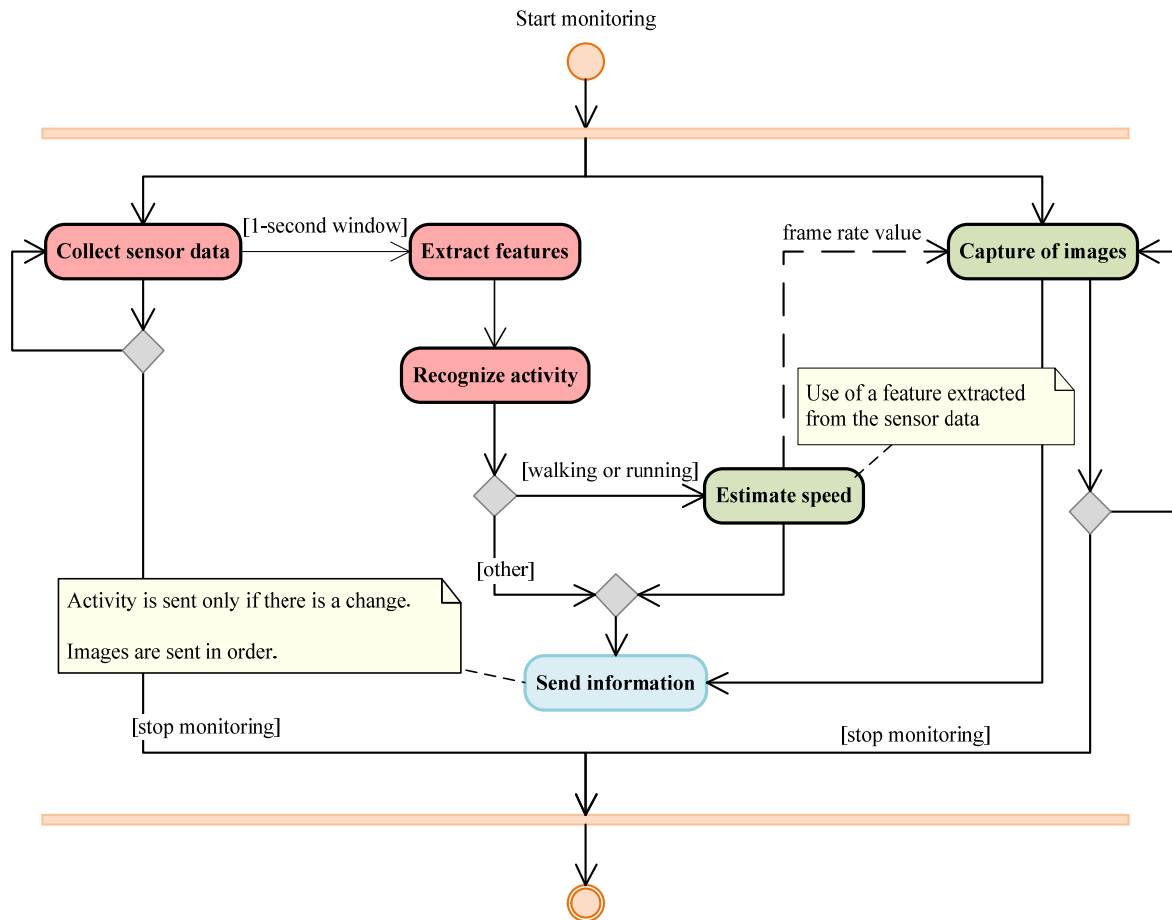 Start monitoring
[1-second window]
frame rate value
Collect sensor data
Extract features
Capture of images
Recognize activity
Use of a feature extracted
from the sensor data
[walking or running]
Estimate speed
[other]
Activity is sent only if there is a change.
Images are sent in order.
Send information
[stop monitoring]
[stop monitoring]